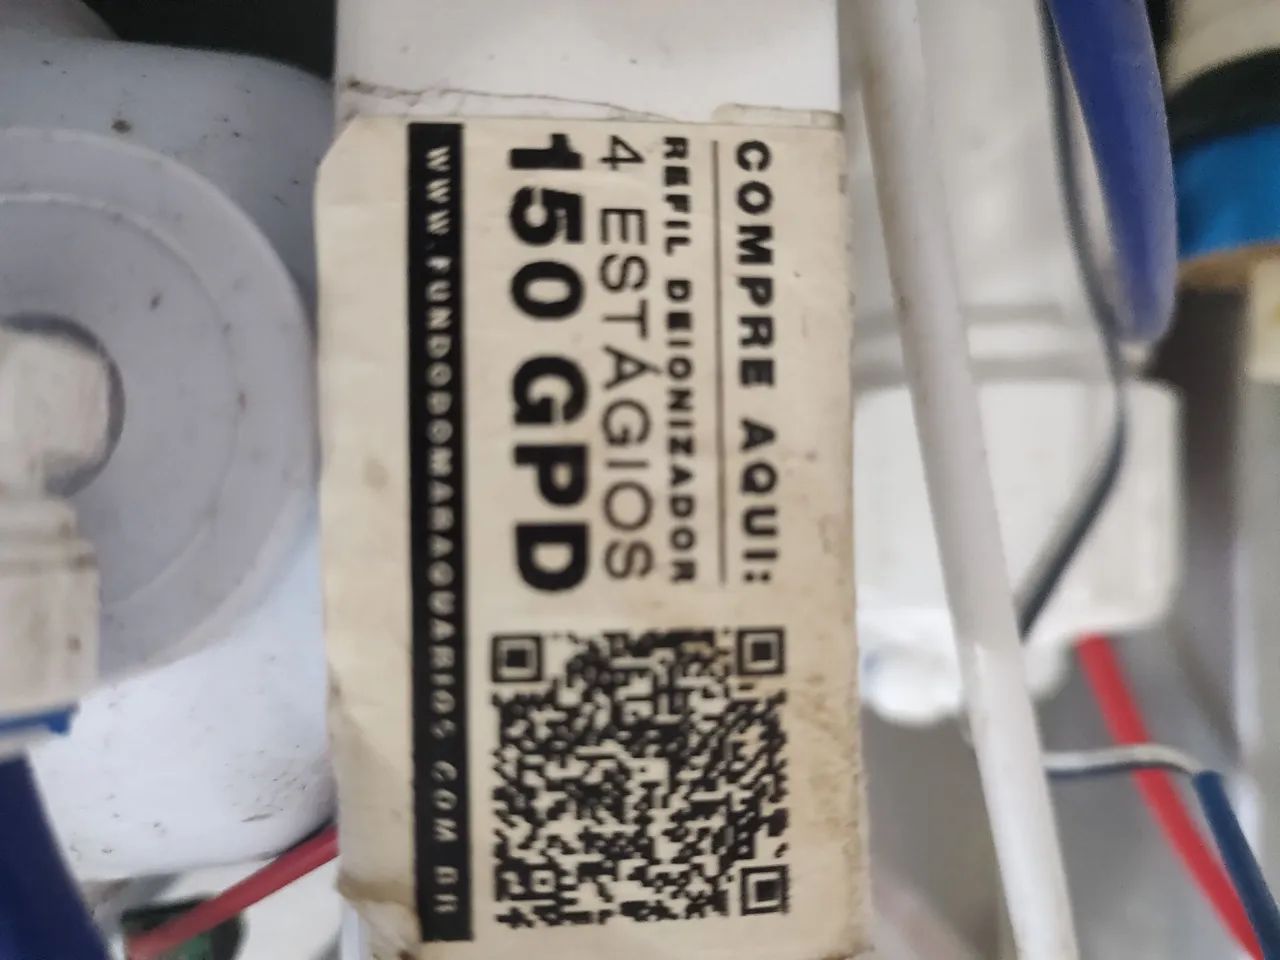 COMPRE AQUI:
REFIL DEIONIZADOR
4 ESTÁGIOS
150 GPD
WWW.FUNDODOMARAQUARIOS.COM.BR